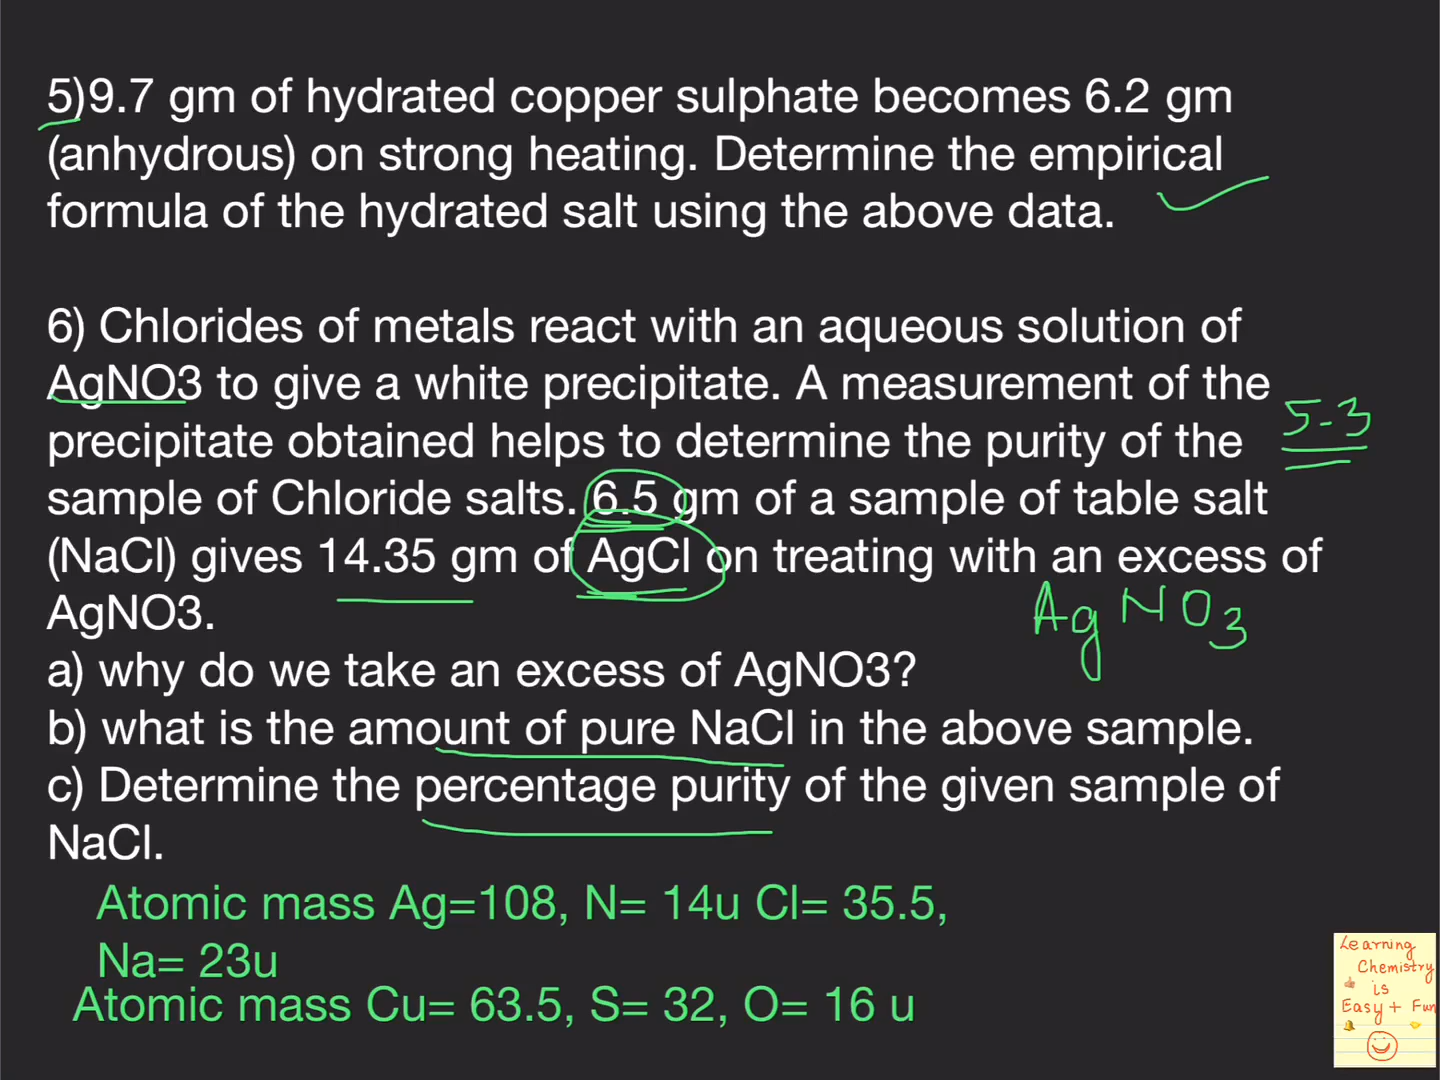 5)9.7 gm of hydrated copper sulphate becomes 6.2 gm
(anhydrous) on strong heating. Determine the empirical
formula of the hydrated salt using the above data.
6) Chlorides of metals react with an aqueous solution of
AgNO3 to give a white precipitate. A measurement of the
precipitate obtained helps to determine the purity of the
5-3
sample of Chloride salts. 6.5 gm of a sample of table salt
(NaCl) gives 14.35 gm of AgCl on treating with an excess of
AgNO3.
AgNO3
a) why do we take an excess of AgNO3?
b) what is the amount of pure NaCl in the above sample.
c) Determine the percentage purity of the given sample of
NaCl.
Atomic mass Ag=108, N= 14u Cl= 35.5,
Na= 23u
Atomic mass Cu= 63.5, S= 32, O= 16 u
Learning
Chemistry
is
Easy + Fun